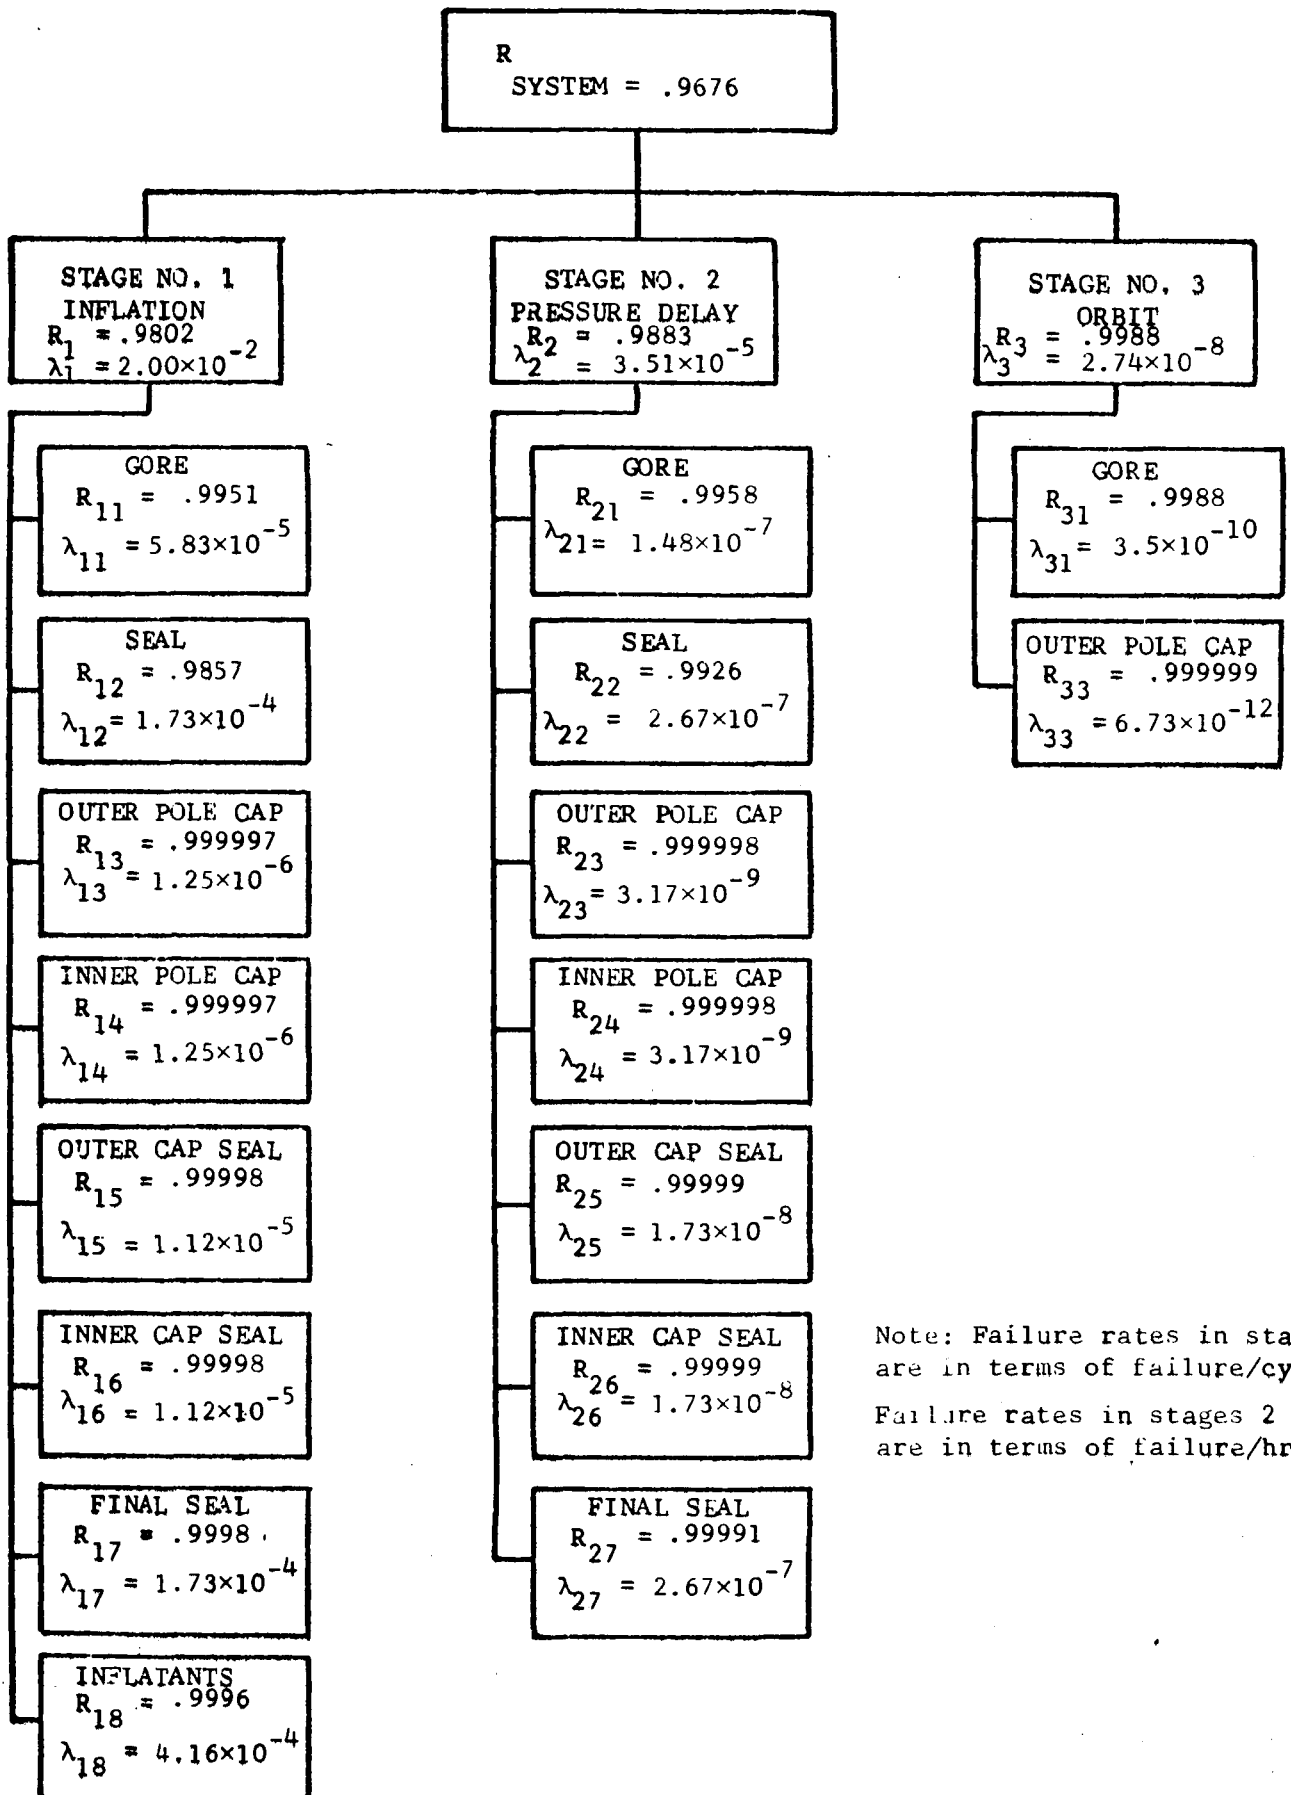 R
SYSTEM = .9676
STAGE NO. 1
INFLATION
R1 = .9802
λ1 = 2.00×10-2
STAGE NO. 2
PRESSURE DELAY
R2 = .9883
λ2 = 3.51×10-5
STAGE NO. 3
ORBIT
R3 = .9988
λ3 = 2.74×10-8
GORE
R11 = .9951
λ11 = 5.83×10-5
SEAL
R12 = .9857
λ12 = 1.73×10-4
OUTER POLE CAP
R13 = .999997
λ13 = 1.25×10-6
INNER POLE CAP
R14 = .999997
λ14 = 1.25×10-6
OUTER CAP SEAL
R15 = .99998
λ15 = 1.12×10-5
INNER CAP SEAL
R16 = .99998
λ16 = 1.12×10-5
FINAL SEAL
R17 = .9998
λ17 = 1.73×10-4
INFLATANTS
R18 = .9996
λ18 = 4.16×10-4
GORE
R21 = .9958
λ21 = 1.48×10-7
SEAL
R22 = .9926
λ22 = 2.67×10-7
OUTER POLE CAP
R23 = .999998
λ23 = 3.17×10-9
INNER POLE CAP
R24 = .999998
λ24 = 3.17×10-9
OUTER CAP SEAL
R25 = .99999
λ25 = 1.73×10-8
INNER CAP SEAL
R26 = .99999
λ26 = 1.73×10-8
FINAL SEAL
R27 = .99991
λ27 = 2.67×10-7
GORE
R31 = .9988
λ31 = 3.5×10-10
OUTER POLE CAP
R33 = .999999
λ33 = 6.73×10-12
Note: Failure rates in sta
are in terms of failure/cy
Failure rates in stages 2
are in terms of failure/hr